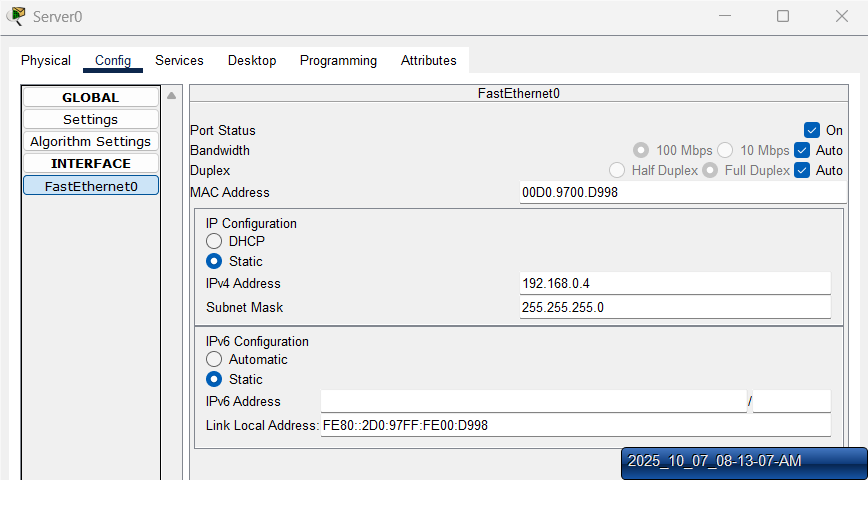 Server0
Physical Config Services Desktop Programming Attributes
GLOBAL
Settings
Algorithm Settings
INTERFACE
FastEthernet0
FastEthernet0
Port Status On
Bandwidth 100 Mbps 10 Mbps Auto
Duplex Half Duplex Full Duplex Auto
MAC Address 00D0.9700.D998
IP Configuration
DHCP
Static
IPv4 Address 192.168.0.4
Subnet Mask 255.255.255.0
IPv6 Configuration
Automatic
Static
IPv6 Address /
Link Local Address: FE80::2D0:97FF:FE00:D998
2025_10_07_08-13-07-AM